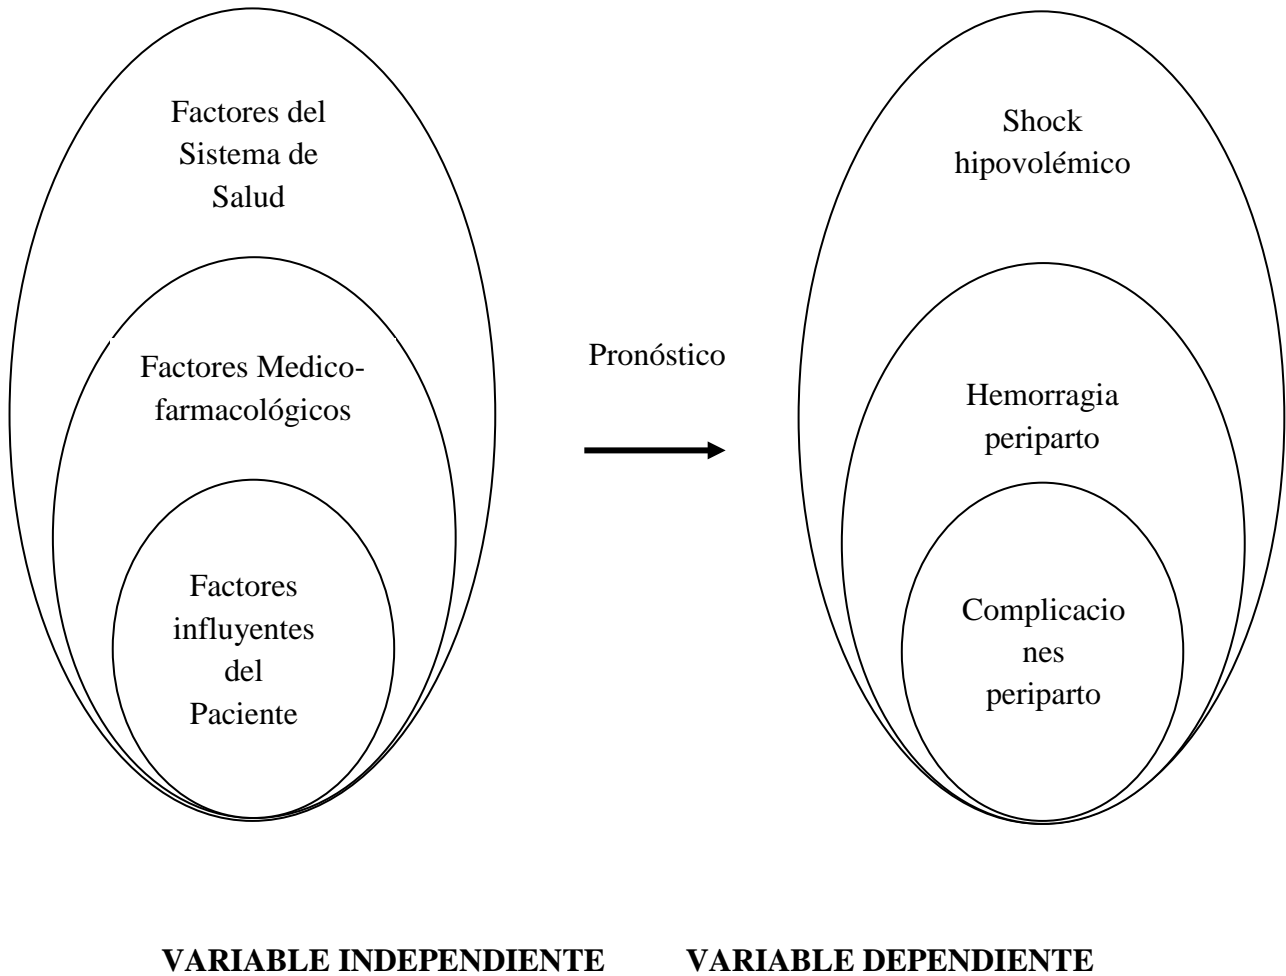 Factores del
Sistema de
Salud
Factores Medico-
farmacológicos
Factores
influyentes
del
Paciente
Pronóstico
Shock
hipovolémico
Hemorragia
periparto
Complicacio
nes
periparto
VARIABLE INDEPENDIENTE
VARIABLE DEPENDIENTE